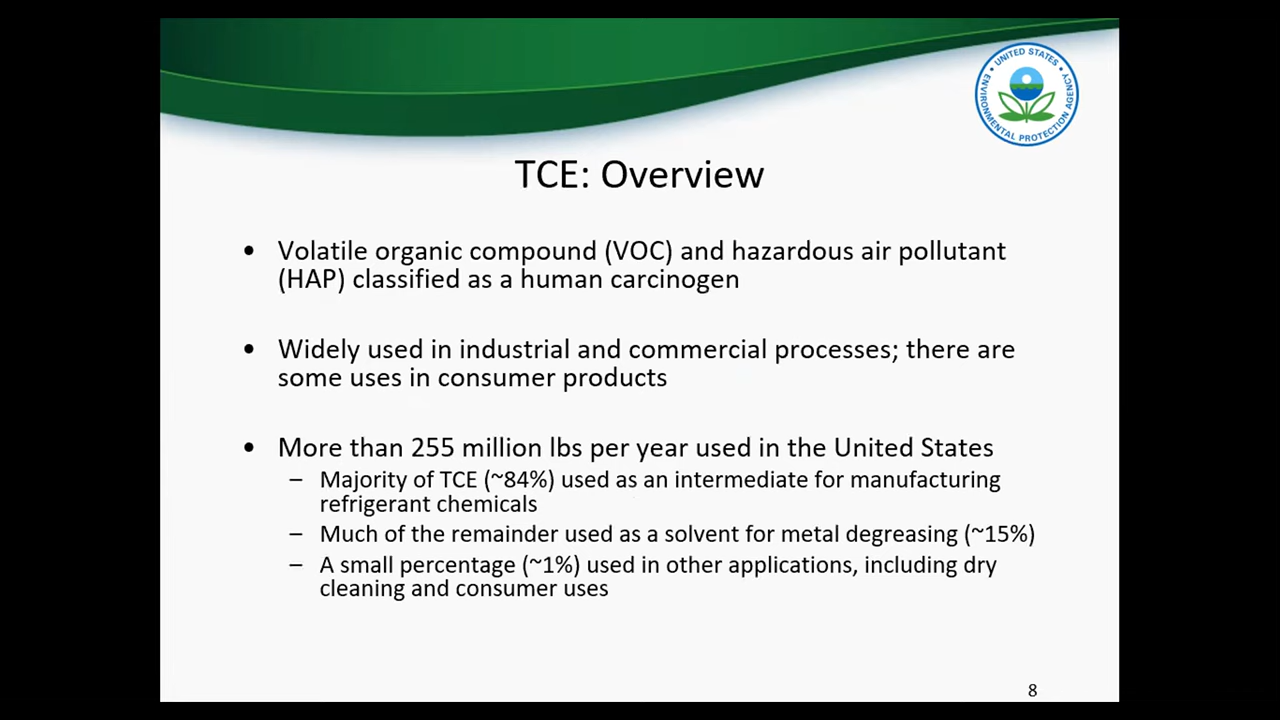 UNITED STATES
ENVIRONMENTAL PROTECTION AGENCY
TCE: Overview
• Volatile organic compound (VOC) and hazardous air pollutant
(HAP) classified as a human carcinogen
• Widely used in industrial and commercial processes; there are
some uses in consumer products
• More than 255 million lbs per year used in the United States
– Majority of TCE (~84%) used as an intermediate for manufacturing
refrigerant chemicals
– Much of the remainder used as a solvent for metal degreasing (~15%)
– A small percentage (~1%) used in other applications, including dry
cleaning and consumer uses
8